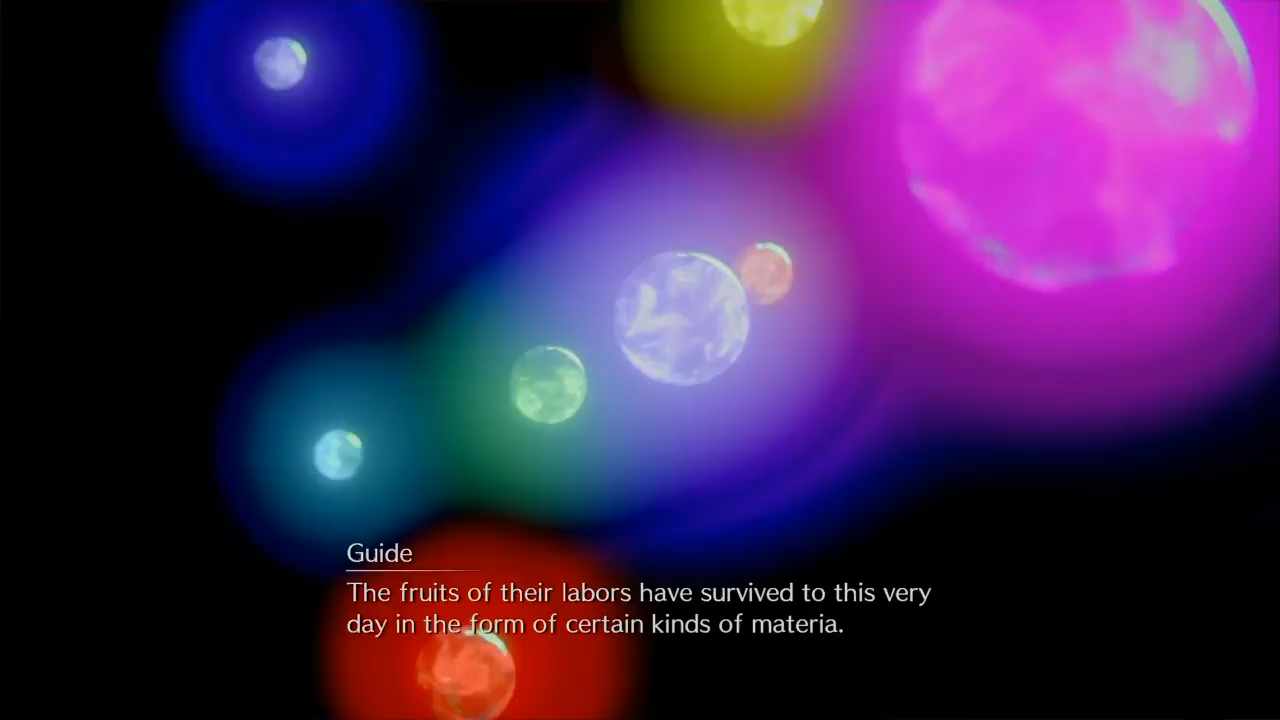 Guide
The fruits of their labors have survived to this very
day in the form of certain kinds of materia.